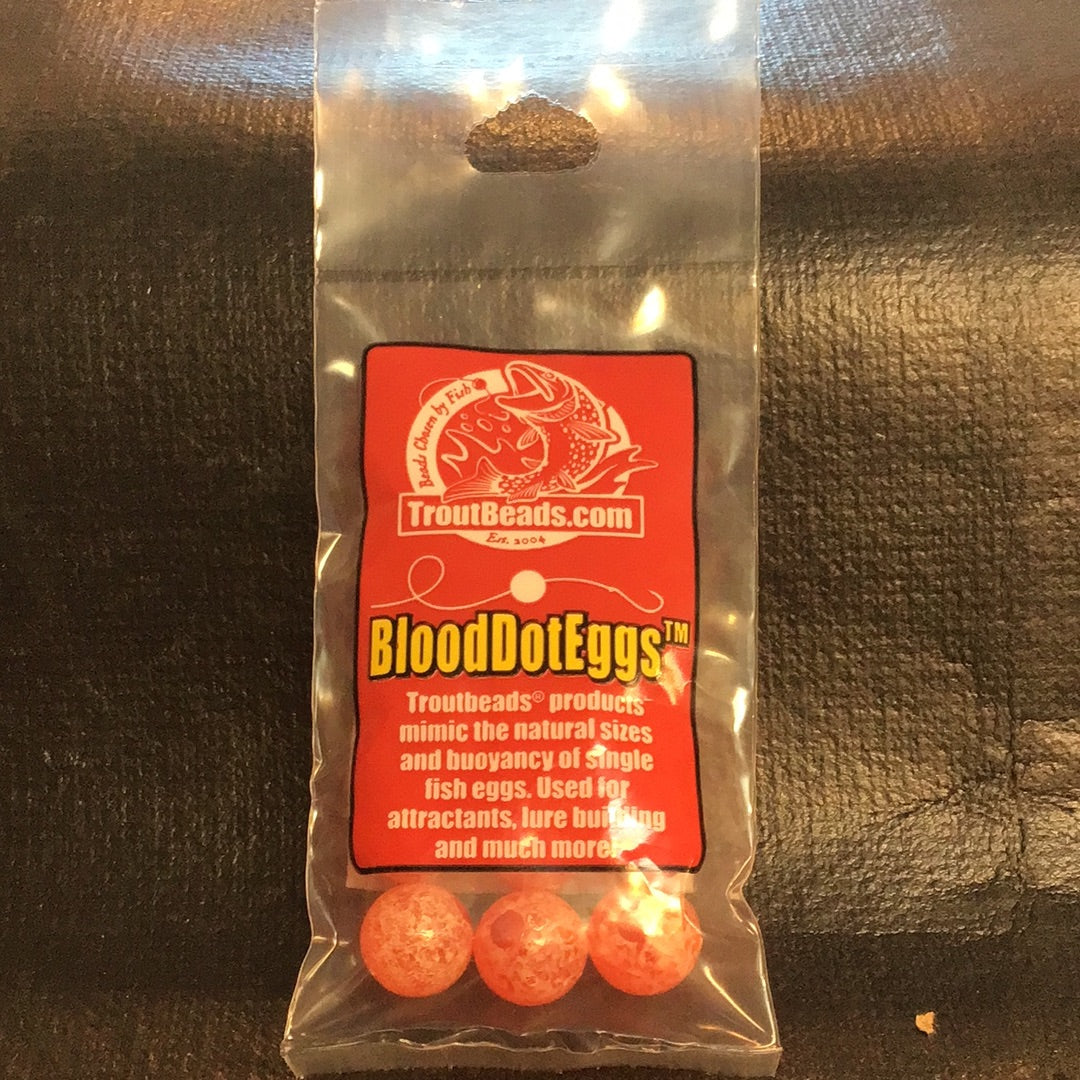 Beads Chosen by Fish
TroutBeads.com
Est. 2004
BloodDotEggs™
Troutbeads® products
mimic the natural sizes
and buoyancy of single
fish eggs. Used for
attractants, lure building
and much more!